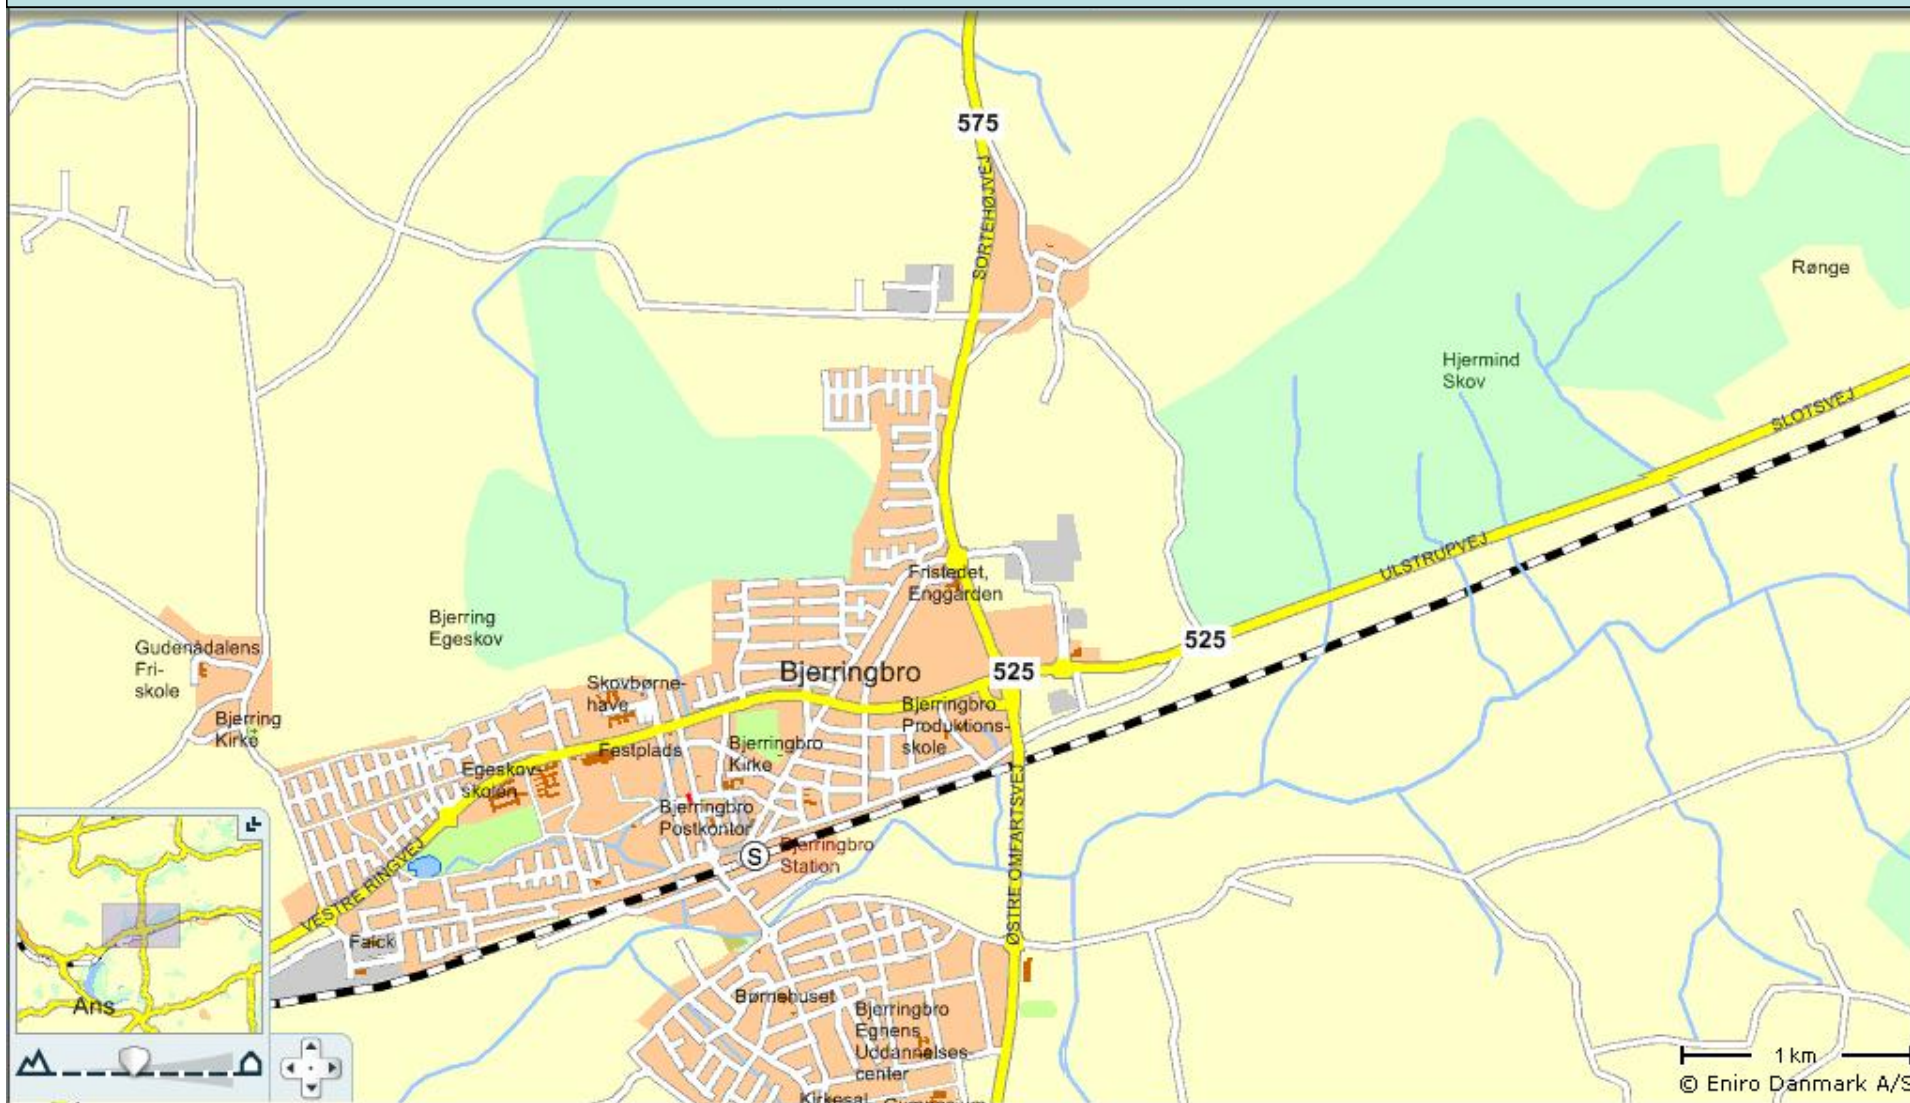 575
SORTEHØJVEJ
Rønge
Hjermind
Skov
SLOTSVEJ
ULSTRUPVEJ
Fristedet,
Enggården
Bjerring
Egeskov
Gudenådalens
Fri-
skole
525
Bjerringbro
525
Skovbørne-
have
Bjerring
Kirke
Bjerringbro
Produktions-
skole
Festplads
Bjerringbro
Kirke
Egeskov-
skolen
Bjerringbro
Postkontor
S
Bjerringbro
Station
VESTRE RINGVEJ
ØSTRE OMFARTSVEJ
Falck
Ans
Børnehuset
Bjerringbro
Egnens
Uddannelses-
center
Kirkesal
1 km
© Eniro Danmark A/S